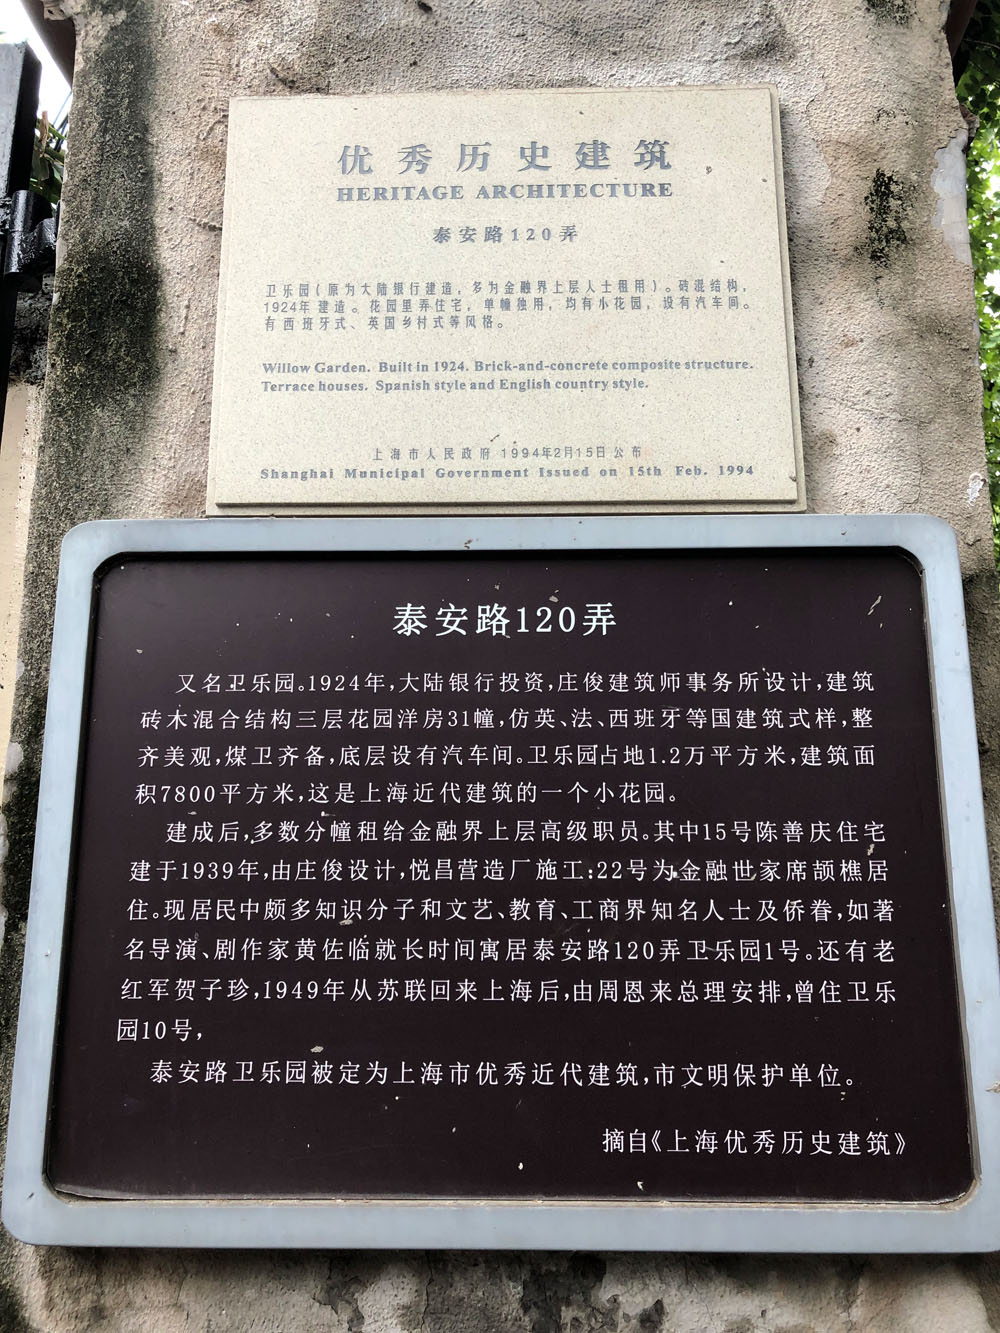 优秀历史建筑
HERITAGE ARCHITECTURE
泰安路120弄
卫乐园（原为大陆银行建造，多为金融界上层人士租用）。砖混结构，
1924年建造。花园里弄住宅，单幢独用，均有小花园，设有汽车间。
有西班牙式、英国乡村式等风格。
Willow Garden. Built in 1924. Brick-and-concrete composite structure.
Terrace houses. Spanish style and English country style.
上海市人民政府 1994年2月15日公布
Shanghai Municipal Government Issued on 15th Feb. 1994
泰安路120弄
又名卫乐园。1924年，大陆银行投资，庄俊建筑师事务所设计，建筑
砖木混合结构三层花园洋房31幢，仿英、法、西班牙等国建筑式样，整
齐美观，煤卫齐备，底层设有汽车间。卫乐园占地1.2万平方米，建筑面
积7800平方米，这是上海近代建筑的一个小花园。
建成后，多数分幢租给金融界上层高级职员。其中15号陈善庆住宅
建于1939年，由庄俊设计，悦昌营造厂施工：22号为金融世家席颉樵居
住。现居民中颇多知识分子和文艺、教育、工商界知名人士及侨眷，如著
名导演、剧作家黄佐临就长时间寓居泰安路120弄卫乐园1号。还有老
红军贺子珍，1949年从苏联回来上海后，由周恩来总理安排，曾住卫乐
园10号，
泰安路卫乐园被定为上海市优秀近代建筑，市文明保护单位。
摘自《上海优秀历史建筑》